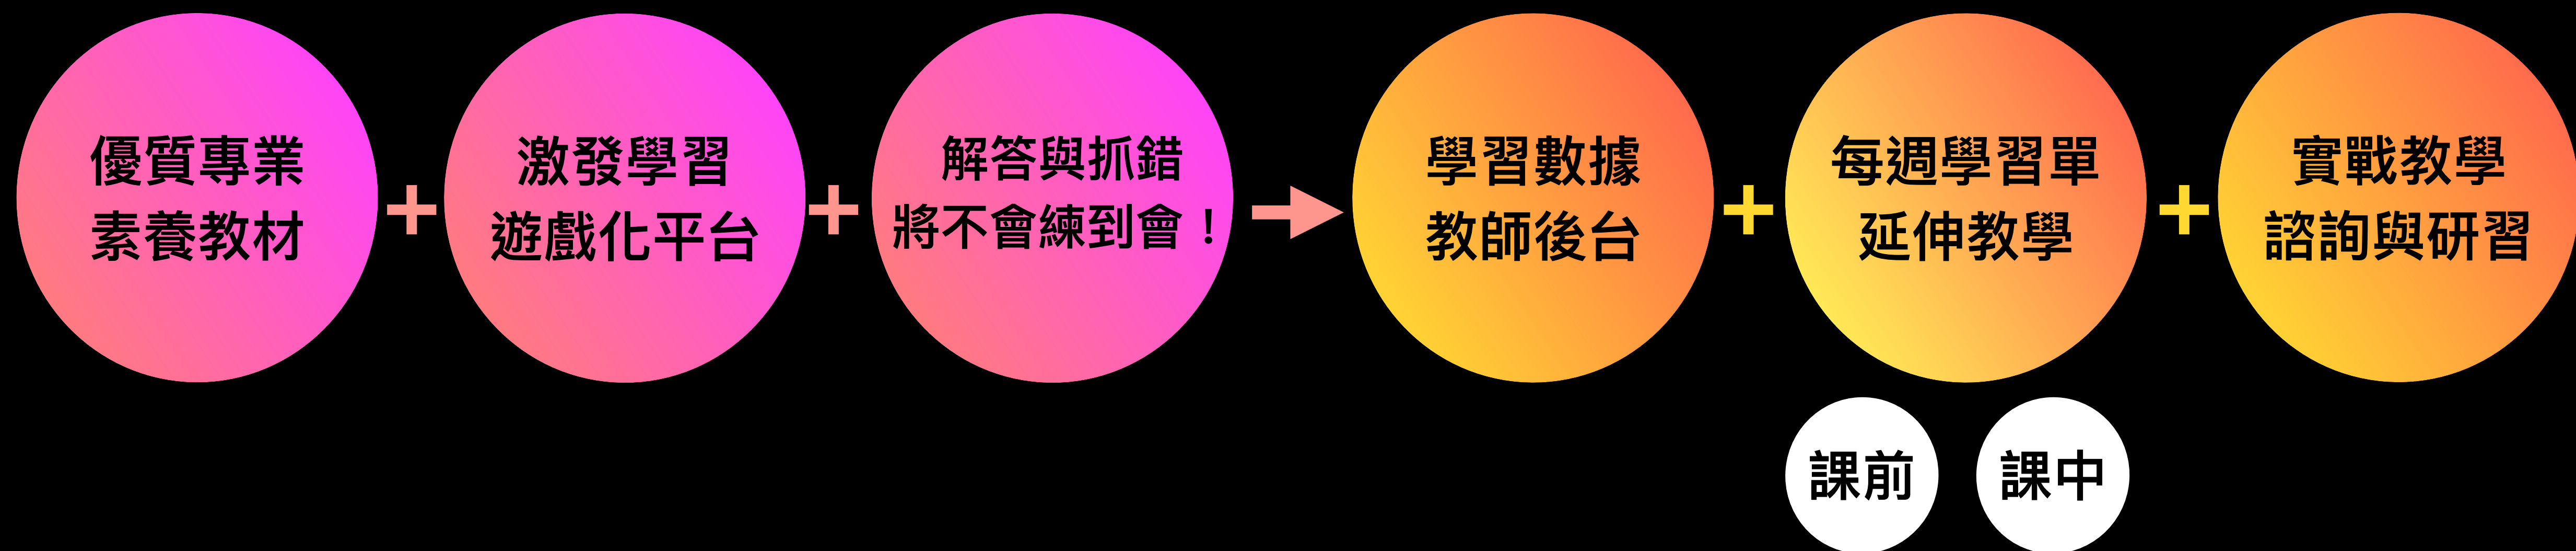 優質專業
素養教材
+
激發學習
遊戲化平台
+
解答與抓錯
將不會練到會！
學習數據
教師後台
+
每週學習單
延伸教學
+
實戰教學
諮詢與研習
課前
課中